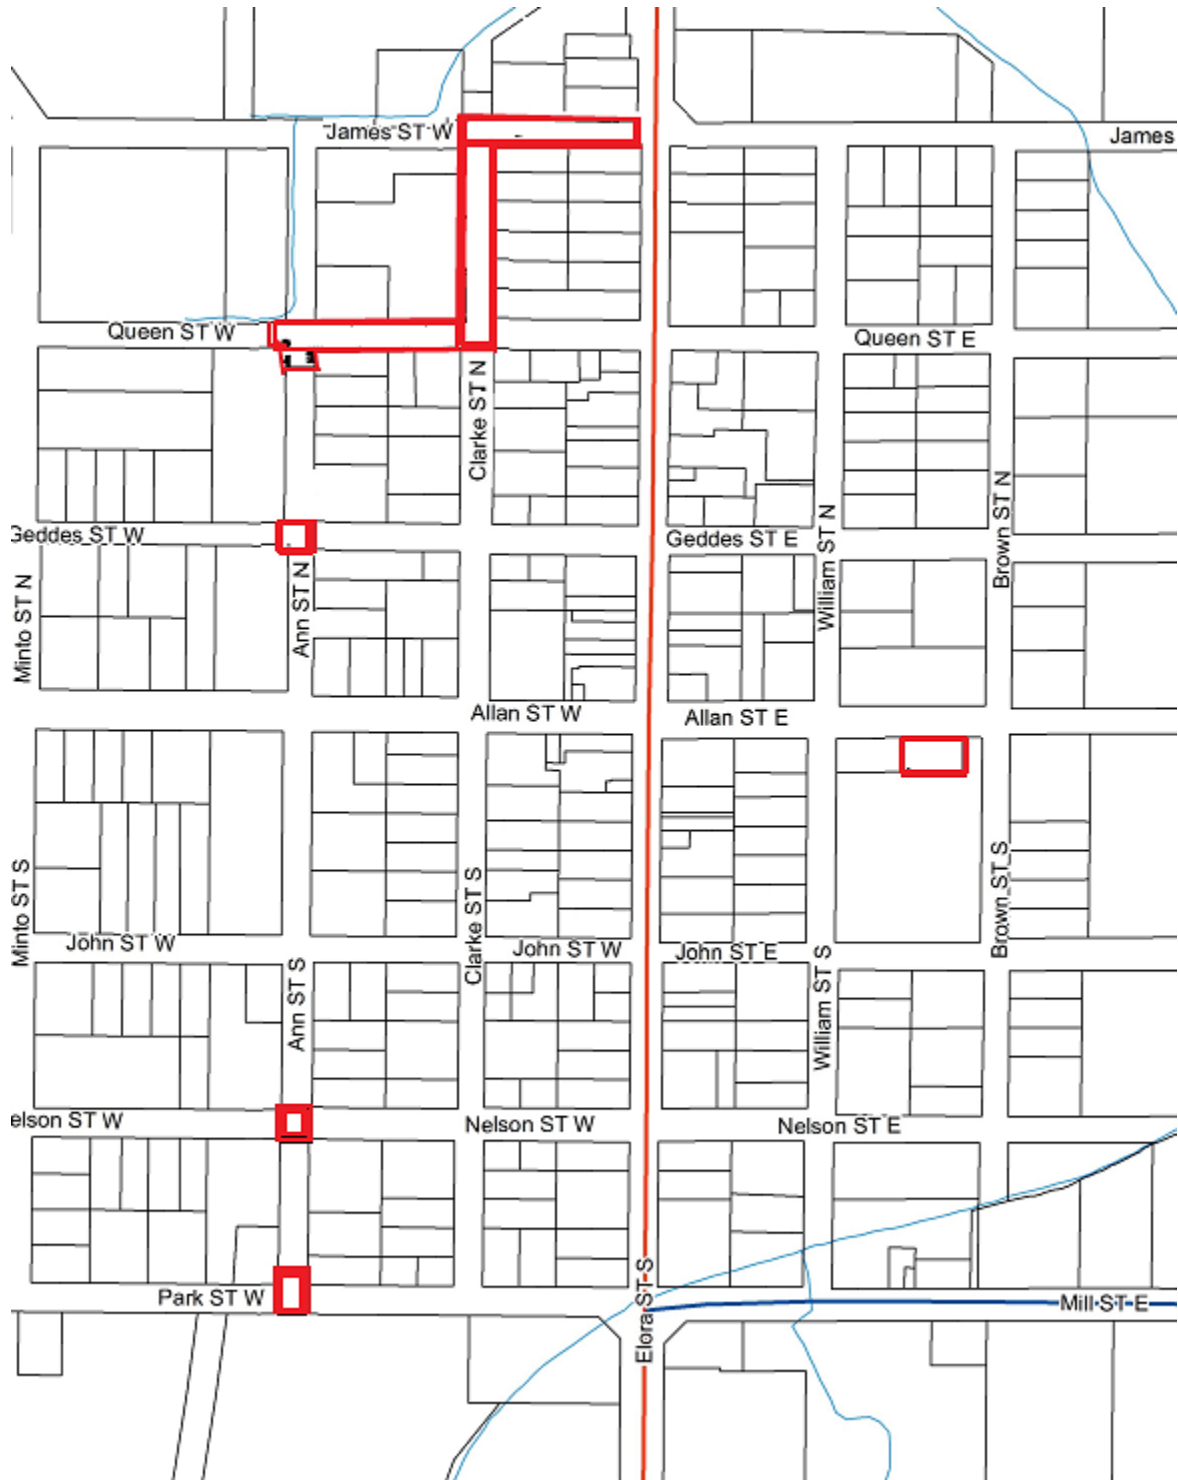 James ST W
James
Queen ST W
Queen ST E
Clarke ST N
Geddes ST W
Geddes ST E
William ST N
Brown ST N
Minto ST N
Ann ST N
Allan ST W
Allan ST E
Minto ST S
John ST W
Clarke ST S
John ST W
John ST E
Brown ST S
Ann ST S
William ST S
elson ST W
Nelson ST W
Nelson ST E
Park ST W
Elora ST S
Mill ST E